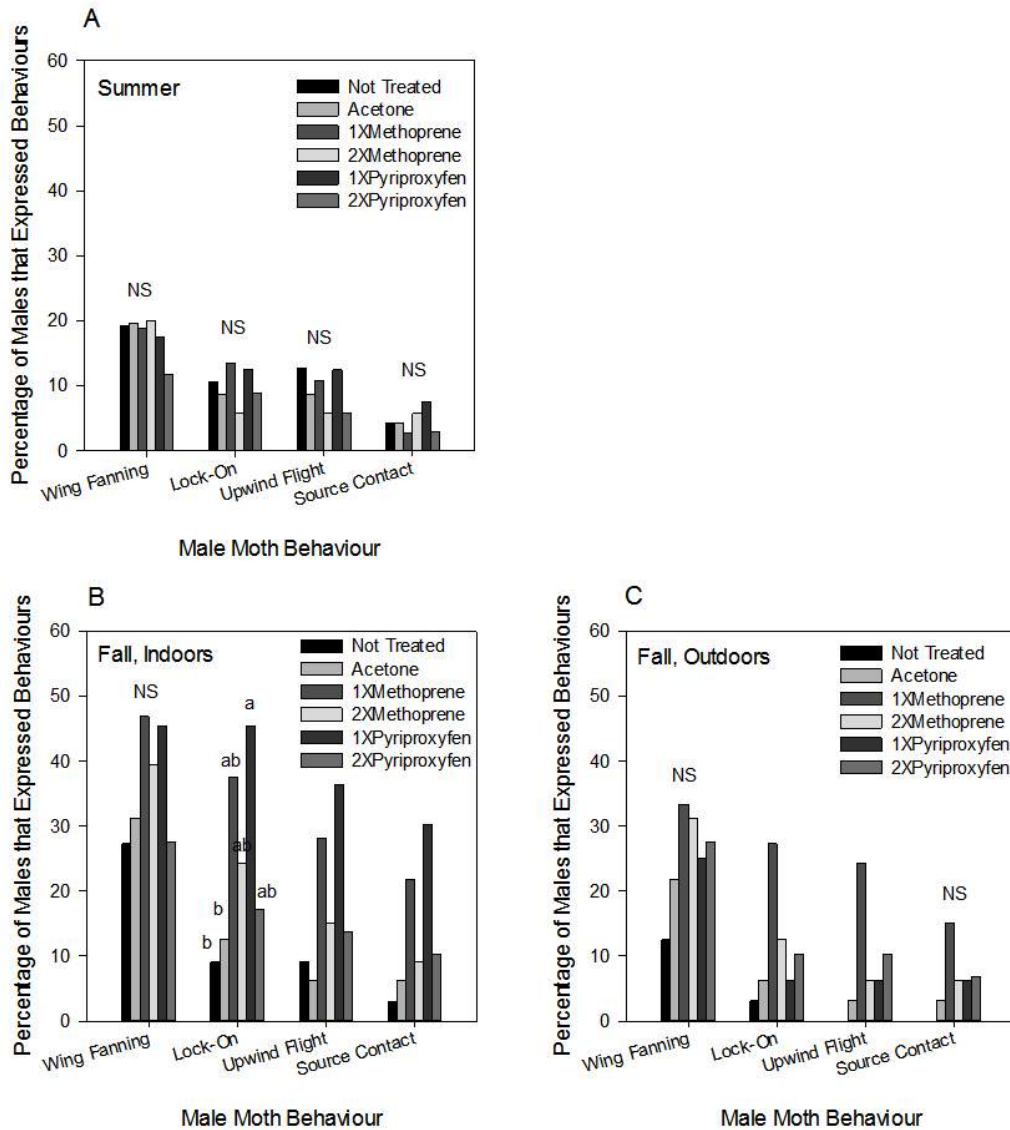 A
Percentage of Males that Expressed Behaviours
60
50
40
30
20
10
0
Summer
Not Treated
Acetone
1XMethoprene
2XMethoprene
1XPyriproxyfen
2XPyriproxyfen
NS
NS
NS
NS
Wing Fanning
Lock-On
Upwind Flight
Source Contact
Male Moth Behaviour
B
Percentage of Males that Expressed Behaviours
60
50
40
30
20
10
0
Fall, Indoors
Not Treated
Acetone
1XMethoprene
2XMethoprene
1XPyriproxyfen
2XPyriproxyfen
NS
b
b
ab
ab
a
ab
Wing Fanning
Lock-On
Upwind Flight
Source Contact
Male Moth Behaviour
C
Percentage of Males that Expressed Behaviours
60
50
40
30
20
10
0
Fall, Outdoors
Not Treated
Acetone
1XMethoprene
2XMethoprene
1XPyriproxyfen
2XPyriproxyfen
NS
NS
Wing Fanning
Lock-On
Upwind Flight
Source Contact
Male Moth Behaviour